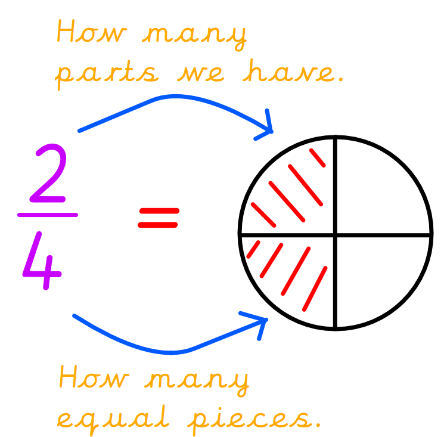 How many
parts we have.
2
4
=
How many
equal pieces.